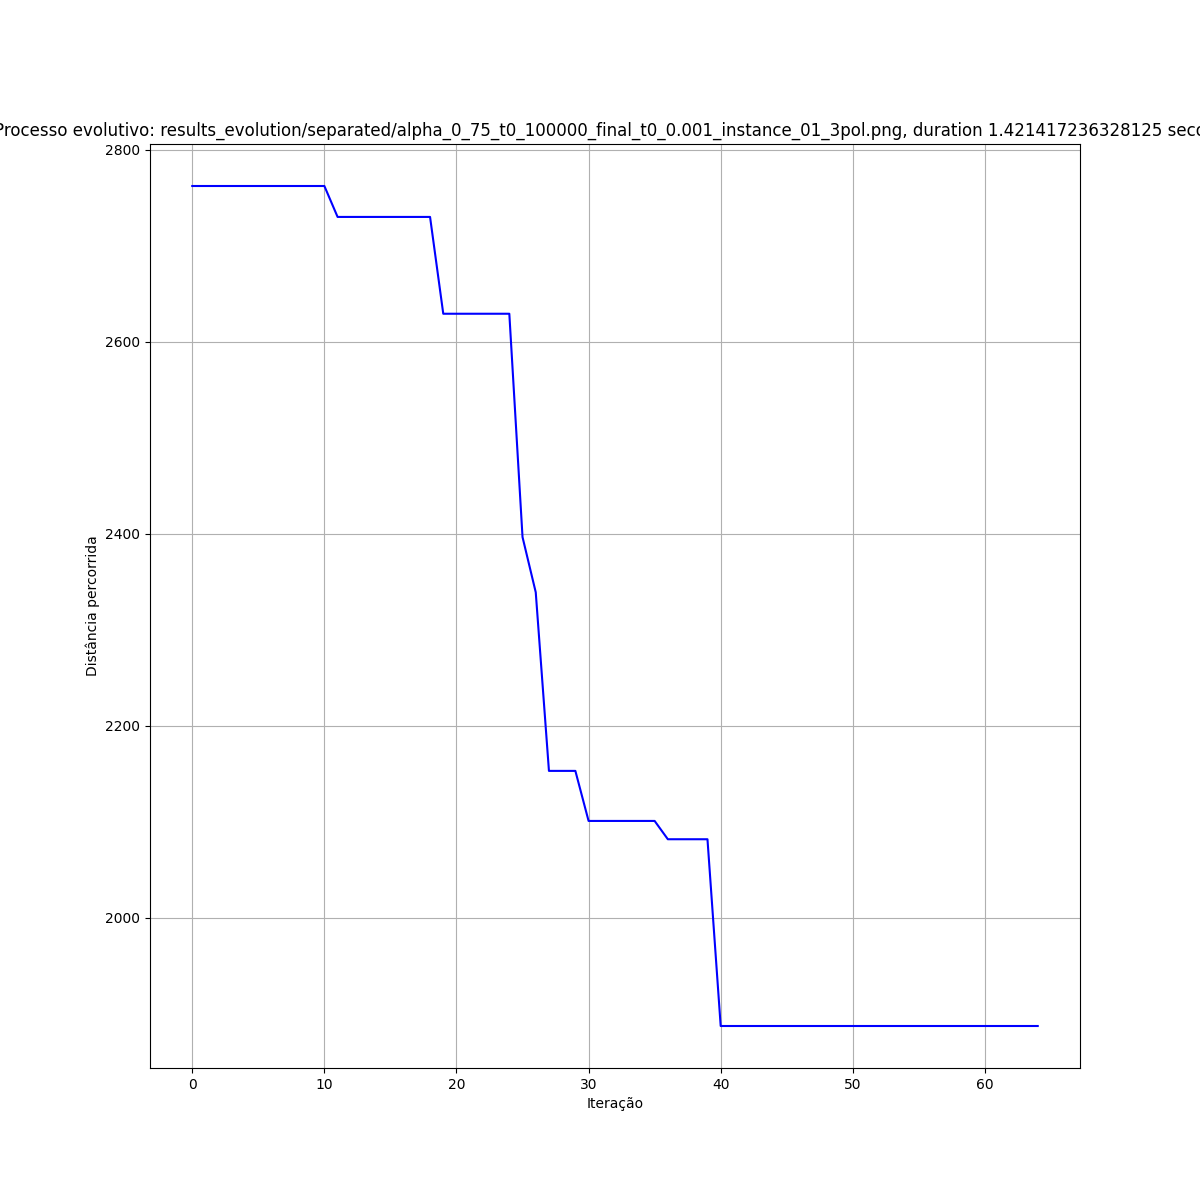 Processo evolutivo: results_evolution/separated/alpha_0_75_t0_100000_final_t0_0.001_instance_01_3pol.png, duration 1.421417236328125
2800
2600
2400
2200
2000
Distância percorrida
0 10 20 30 40 50 60
Iteração